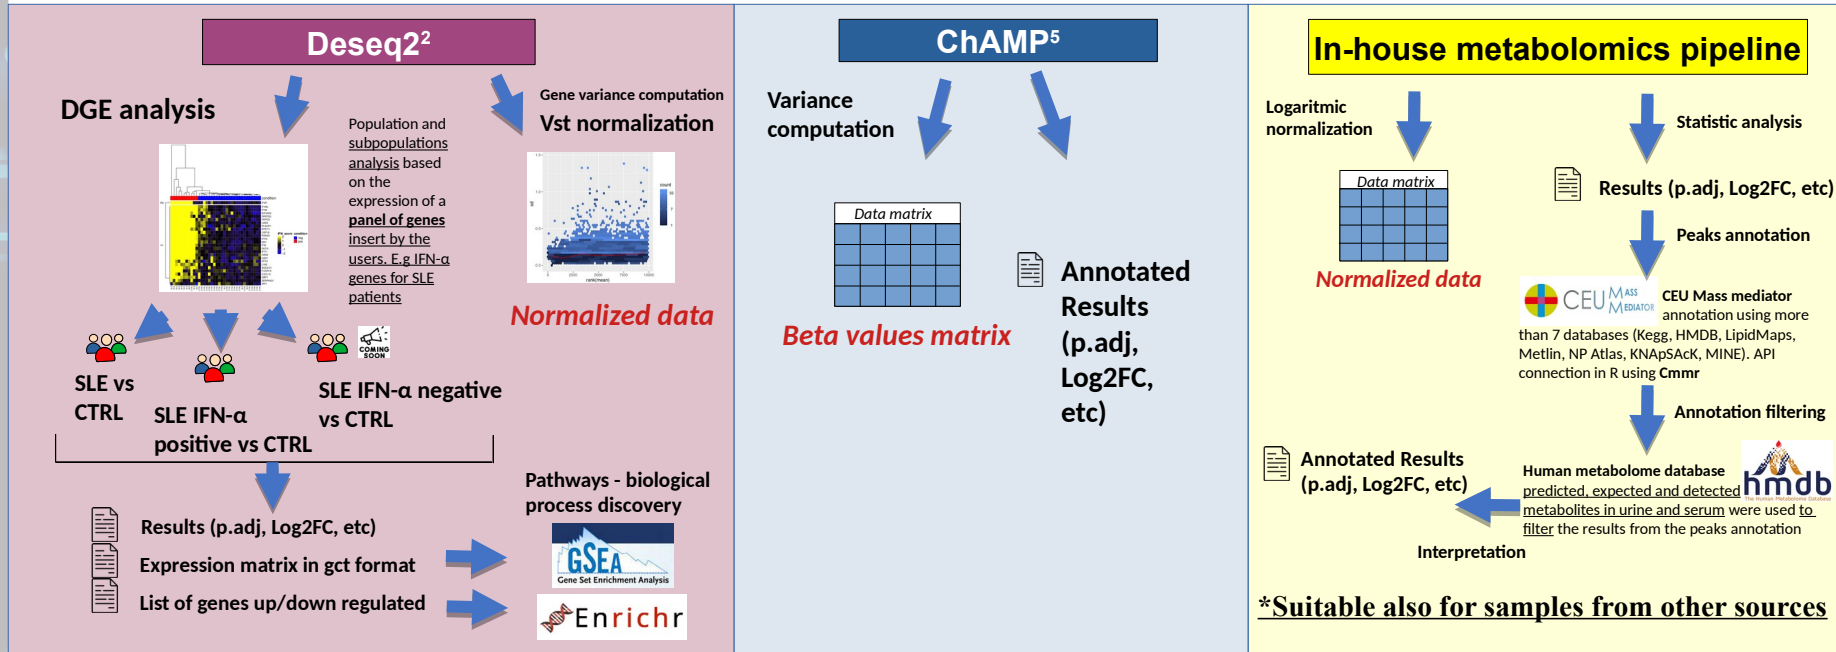 Deseq2²
DGE analysis
Population and
subpopulations
analysis based
on the
expression of a
panel of genes
insert by the
users. E.g IFN-α
genes for SLE
patients
Gene variance computation
Vst normalization
Normalized data
COMING
SOON
SLE vs
CTRL
SLE IFN-α
positive vs CTRL
SLE IFN-α negative
vs CTRL
Results (p.adj, Log2FC, etc)
Expression matrix in gct format
List of genes up/down regulated
Pathways - biological
process discovery
GSEA
Gene Set Enrichment Analysis
Enrichr
ChAMP⁵
Variance
computation
Data matrix
Beta values matrix
Annotated
Results
(p.adj,
Log2FC,
etc)
In-house metabolomics pipeline
Logaritmic
normalization
Data matrix
Normalized data
Statistic analysis
Results (p.adj, Log2FC, etc)
Peaks annotation
CEU MASS MEDIATOR
CEU Mass mediator
annotation using more
than 7 databases (Kegg, HMDB, LipidMaps,
Metlin, NP Atlas, KNApSAcK, MINE). API
connection in R using Cmmr
Annotation filtering
hmdb
The Human Metabolome Database
Human metabolome database
predicted, expected and detected
metabolites in urine and serum were used to
filter the results from the peaks annotation
Interpretation
Annotated Results
(p.adj, Log2FC, etc)
*Suitable also for samples from other sources